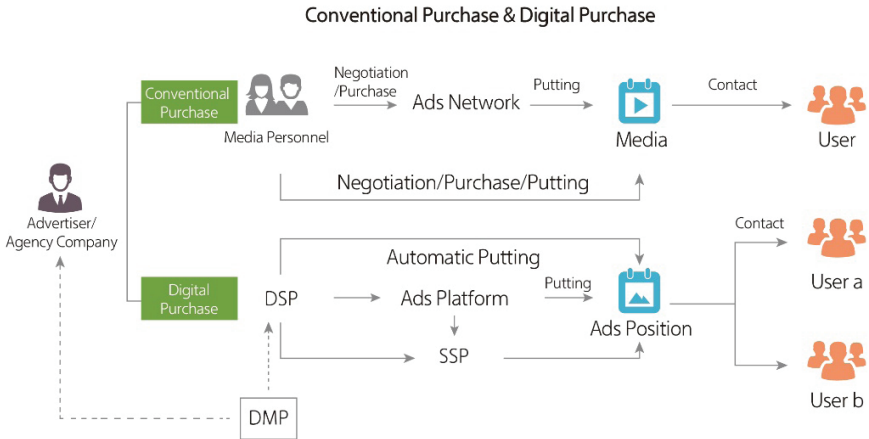 Conventional Purchase & Digital Purchase
Conventional
Purchase
Media Personnel
Negotiation
/Purchase
Ads Network
Putting
Media
Contact
User
Negotiation/Purchase/Putting
Advertiser/
Agency Company
Digital
Purchase
DSP
Automatic Putting
Ads Platform
Putting
Ads Position
SSP
Contact
User a
User b
DMP